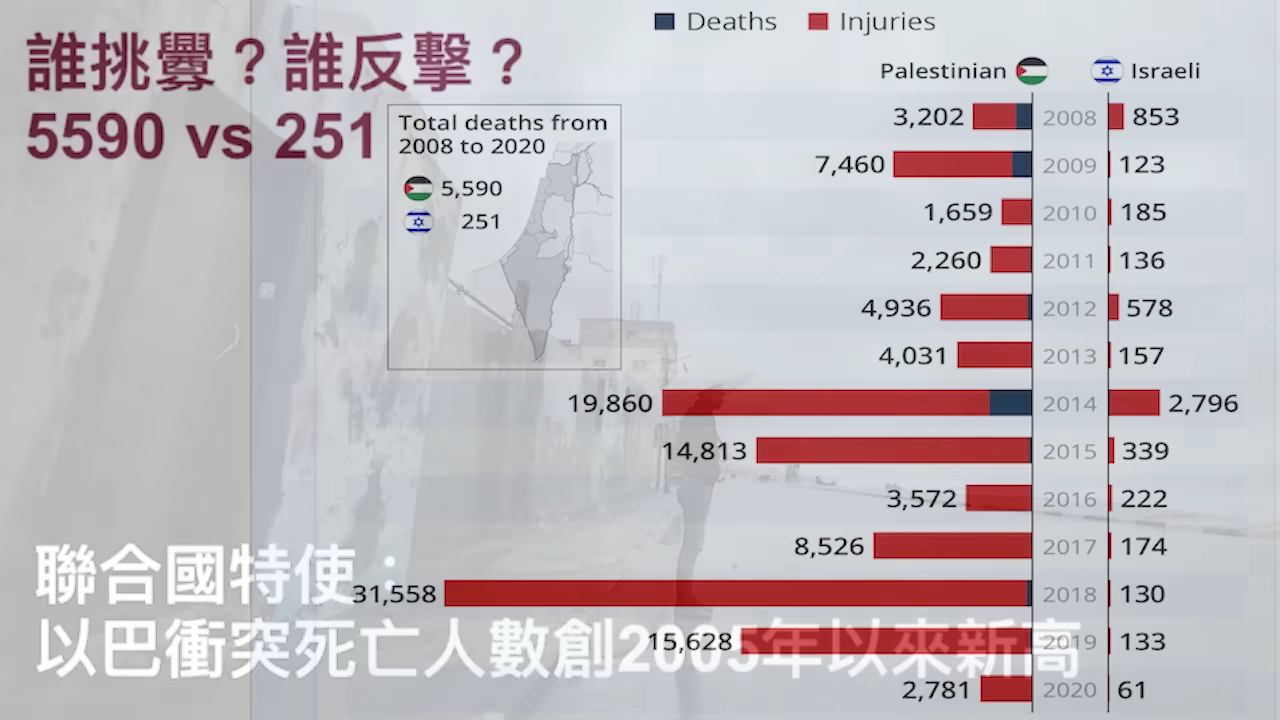 誰挑釁？誰反擊？
5590 vs 251
Total deaths from
2008 to 2020
5,590
251
Deaths Injuries
Palestinian Israeli
3,202 2008 853
7,460 2009 123
1,659 2010 185
2,260 2011 136
4,936 2012 578
4,031 2013 157
19,860 2014 2,796
14,813 2015 339
3,572 2016 222
8,526 2017 174
31,558 2018 130
15,628 2019 133
2,781 2020 61
聯合國特使：
以巴衝突死亡人數創2005年以來新高